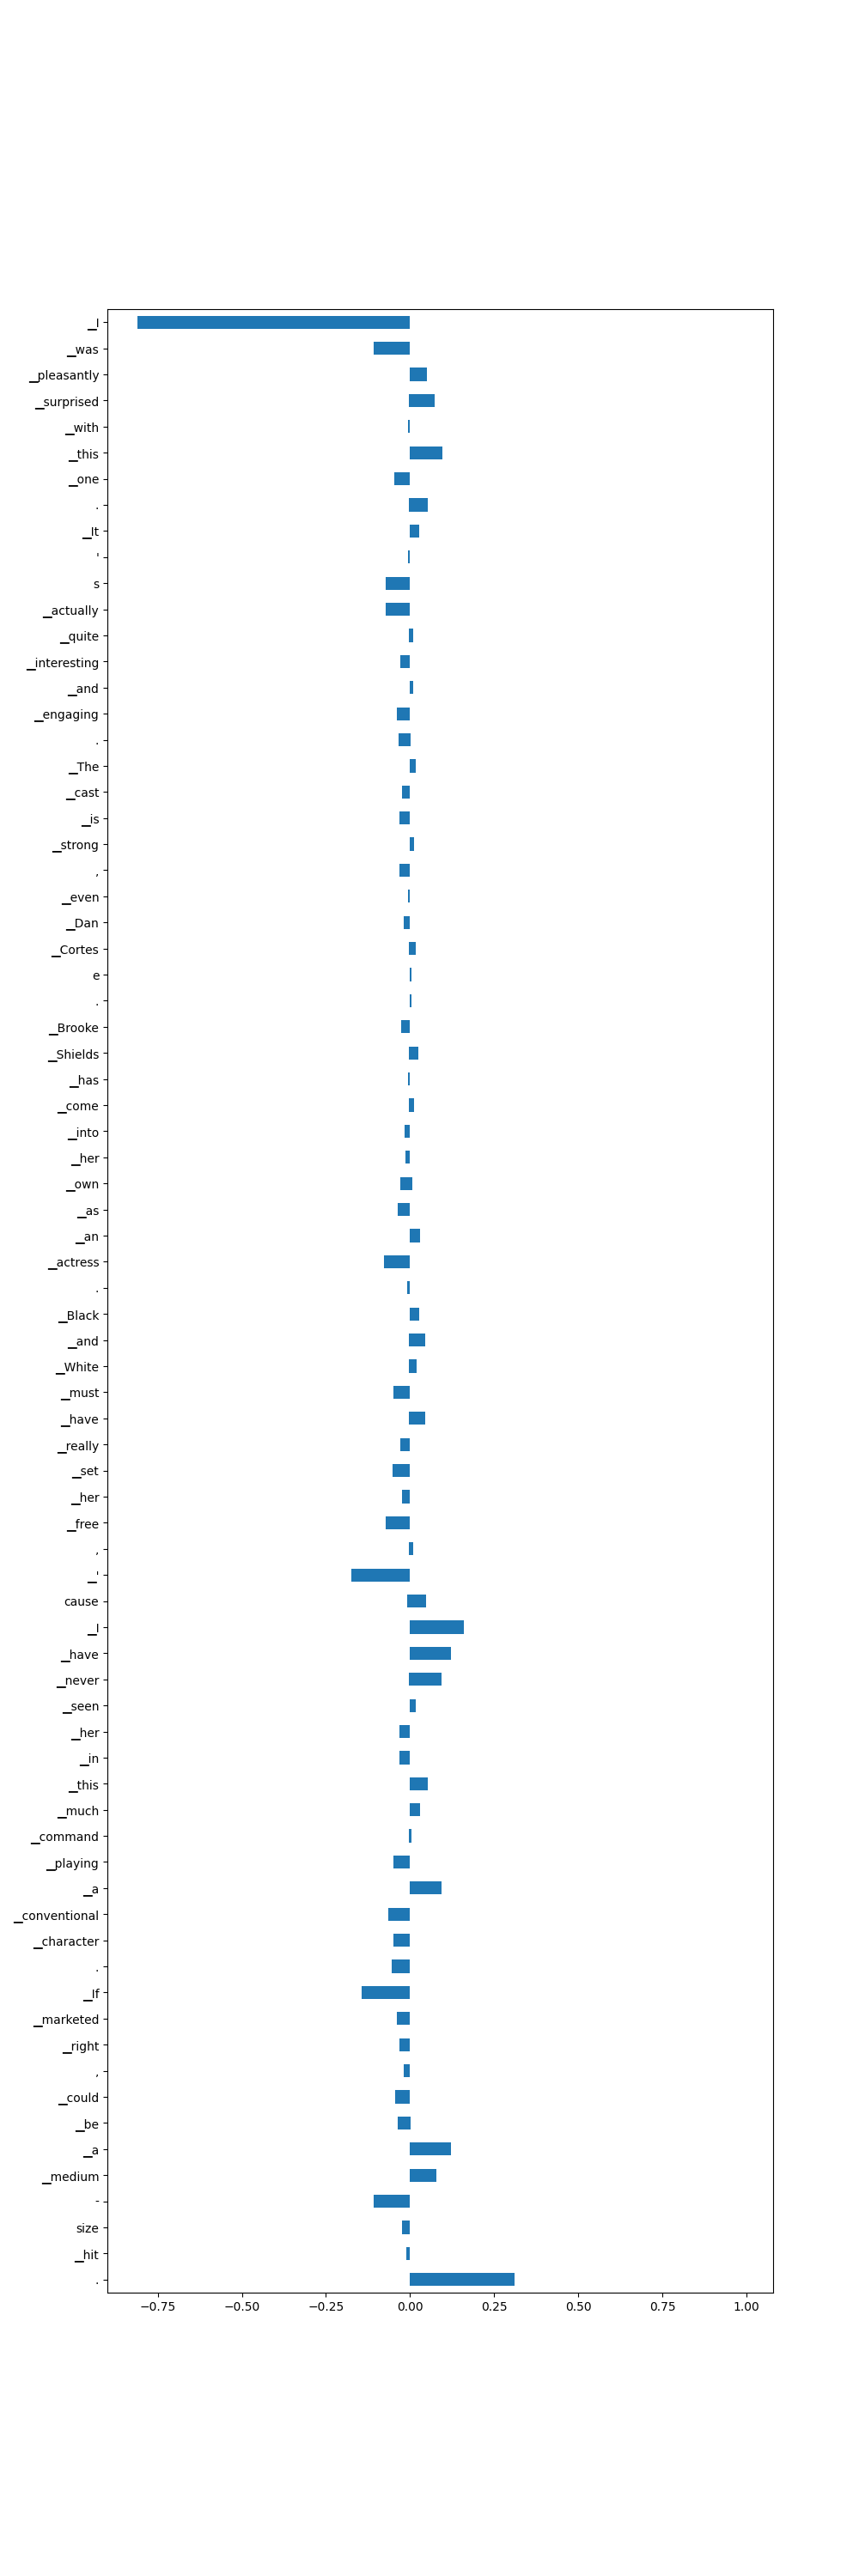 ▁I
▁was
▁pleasantly
▁surprised
▁with
▁this
▁one
.
▁It
'
s
▁actually
▁quite
▁interesting
▁and
▁engaging
.
▁The
▁cast
▁is
▁strong
,
▁even
▁Dan
▁Cortes
e
.
▁Brooke
▁Shields
▁has
▁come
▁into
▁her
▁own
▁as
▁an
▁actress
.
▁Black
▁and
▁White
▁must
▁have
▁really
▁set
▁her
▁free
,
▁'
cause
▁I
▁have
▁never
▁seen
▁her
▁in
▁this
▁much
▁command
▁playing
▁a
▁conventional
▁character
.
▁If
▁marketed
▁right
,
▁could
▁be
▁a
▁medium
-
size
▁hit
.
−0.75 −0.50 −0.25 0.00 0.25 0.50 0.75 1.00